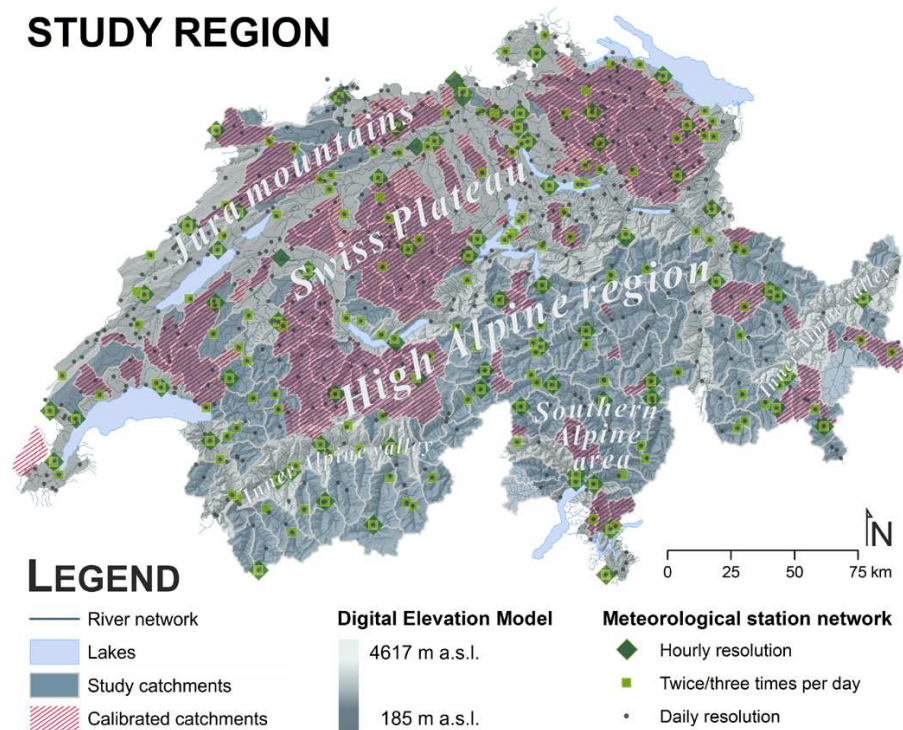 STUDY REGION
Jura mountains
Swiss Plateau
High Alpine region
Inner Alpine valley
Southern
Alpine
area
Inner Alpine valley
N
0 25 50 75 km
LEGEND
River network
Lakes
Study catchments
Calibrated catchments
Digital Elevation Model
4617 m a.s.l.
185 m a.s.l.
Meteorological station network
Hourly resolution
Twice/three times per day
Daily resolution